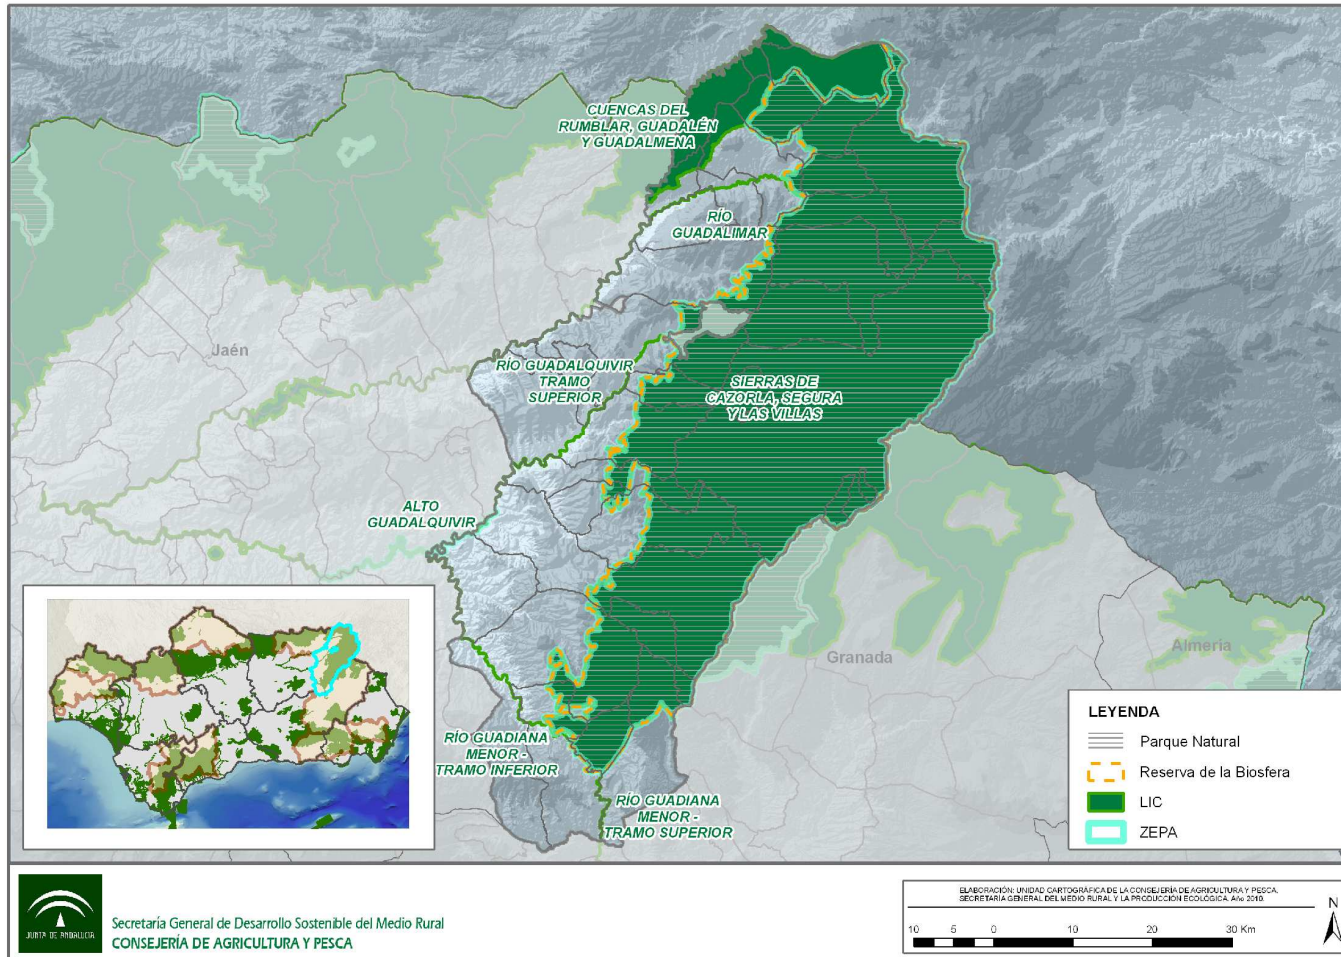 CUENCAS DEL
RUMBLAR, GUADALÉN
Y GUADALMENA
RÍO
GUADALIMAR
Jaén
RÍO GUADALQUIVIR
TRAMO
SUPERIOR
SIERRAS DE
CAZORLA, SEGURA
Y LAS VILLAS
ALTO
GUADALQUIVIR
Granada
Almería
RÍO GUADIANA
MENOR -
TRAMO INFERIOR
RÍO GUADIANA
MENOR -
TRAMO SUPERIOR
LEYENDA
Parque Natural
Reserva de la Biosfera
LIC
ZEPA
JUNTA DE ANDALUCIA
Secretaría General de Desarrollo Sostenible del Medio Rural
CONSEJERÍA DE AGRICULTURA Y PESCA
ELABORACIÓN: UNIDAD CARTOGRÁFICA DE LA CONSEJERÍA DE AGRICULTURA Y PESCA.
SECRETARÍA GENERAL DEL MEDIO RURAL Y LA PRODUCCIÓN ECOLÓGICA. Año 2010.
10 5 0 10 20 30 Km
N